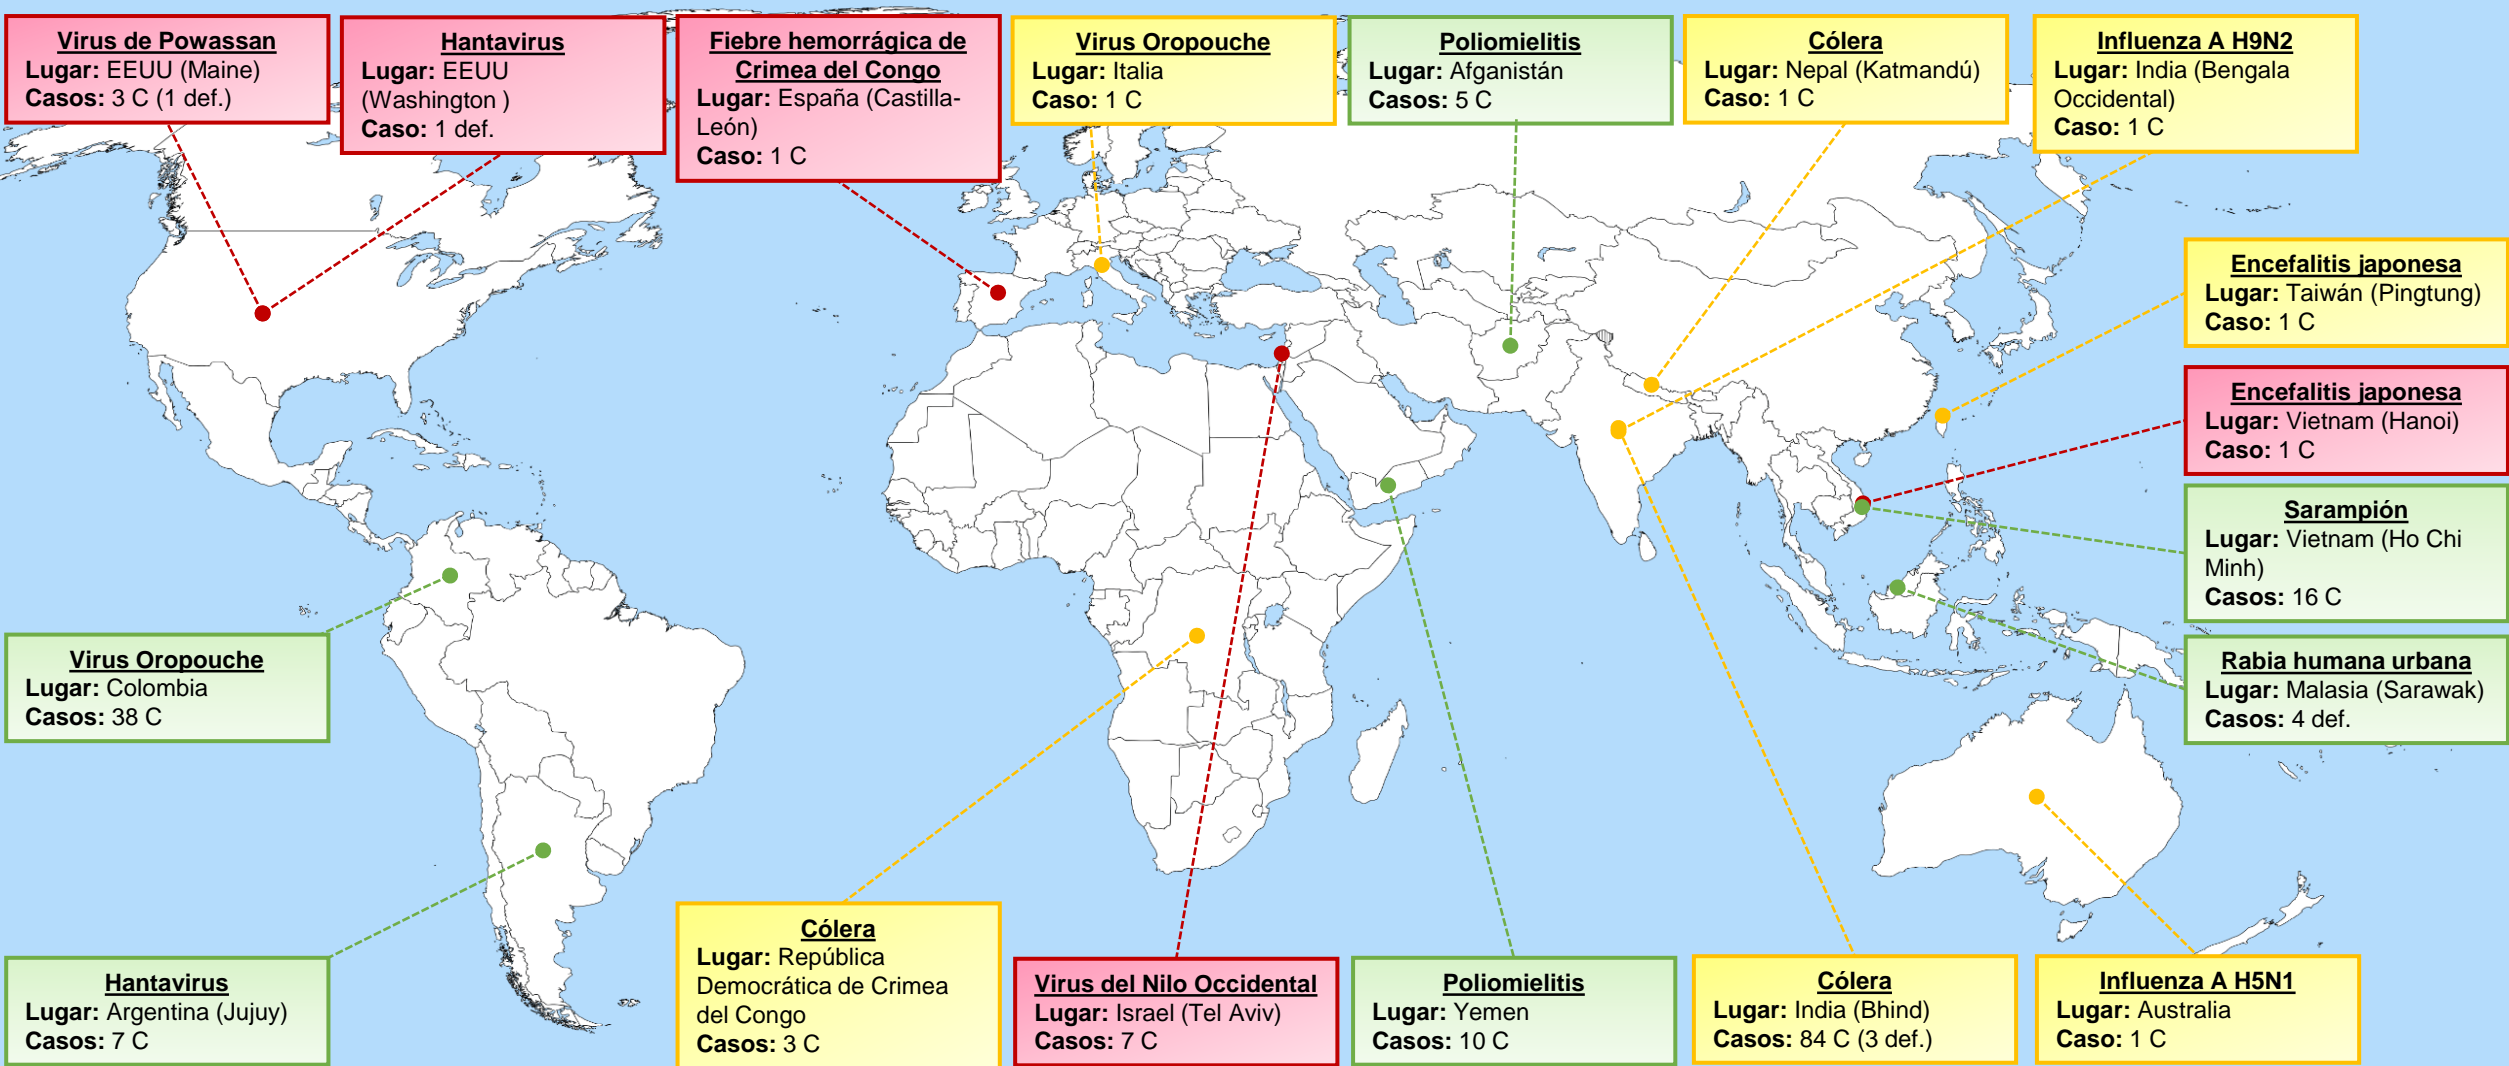 Virus de Powassan
Lugar: EEUU (Maine)
Casos: 3 C (1 def.)
Hantavirus
Lugar: EEUU
(Washington )
Caso: 1 def.
Fiebre hemorrágica de
Crimea del Congo
Lugar: España (Castilla-
León)
Caso: 1 C
Virus Oropouche
Lugar: Italia
Caso: 1 C
Poliomielitis
Lugar: Afganistán
Casos: 5 C
Cólera
Lugar: Nepal (Katmandú)
Caso: 1 C
Influenza A H9N2
Lugar: India (Bengala
Occidental)
Caso: 1 C
Encefalitis japonesa
Lugar: Taiwán (Pingtung)
Caso: 1 C
Encefalitis japonesa
Lugar: Vietnam (Hanoi)
Caso: 1 C
Sarampión
Lugar: Vietnam (Ho Chi
Minh)
Casos: 16 C
Rabia humana urbana
Lugar: Malasia (Sarawak)
Casos: 4 def.
Virus Oropouche
Lugar: Colombia
Casos: 38 C
Hantavirus
Lugar: Argentina (Jujuy)
Casos: 7 C
Cólera
Lugar: República
Democrática de Crimea
del Congo
Casos: 3 C
Virus del Nilo Occidental
Lugar: Israel (Tel Aviv)
Casos: 7 C
Poliomielitis
Lugar: Yemen
Casos: 10 C
Cólera
Lugar: India (Bhind)
Casos: 84 C (3 def.)
Influenza A H5N1
Lugar: Australia
Caso: 1 C